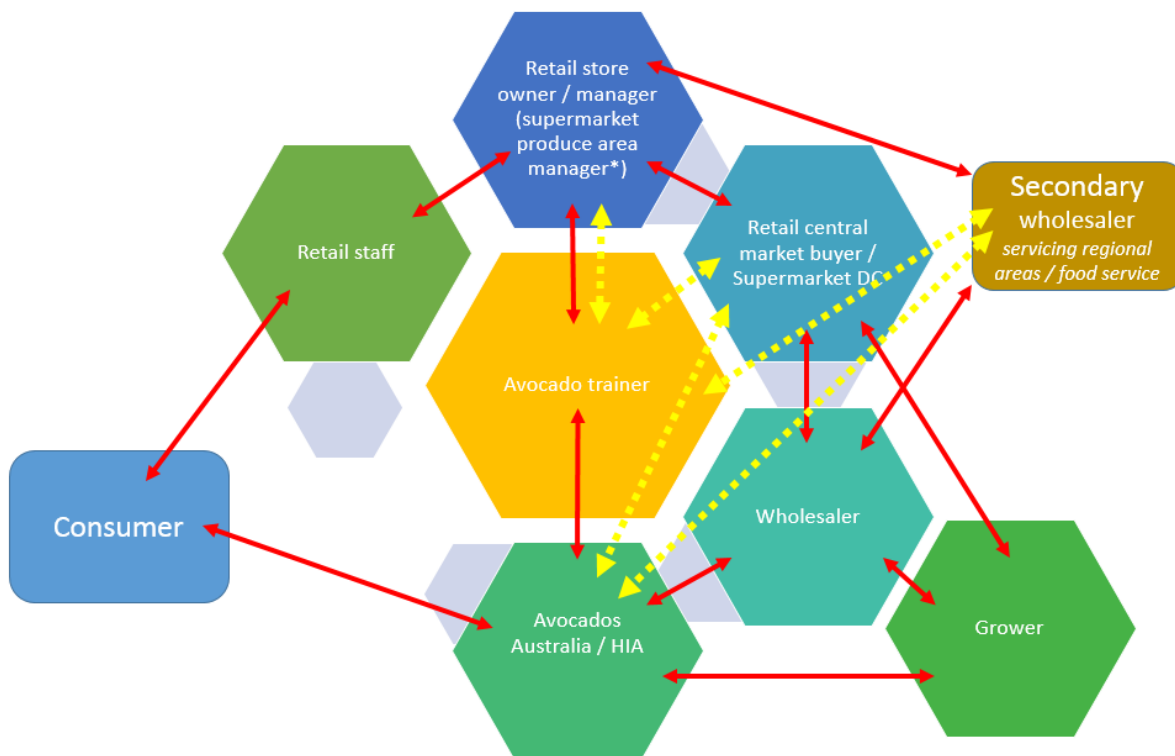 Retail store
owner / manager
(supermarket
produce area
manager*)
Retail staff
Retail central
market buyer /
Supermarket DC
Secondary
wholesaler
servicing regional
areas / food service
Avocado trainer
Consumer
Wholesaler
Avocados
Australia / HIA
Grower